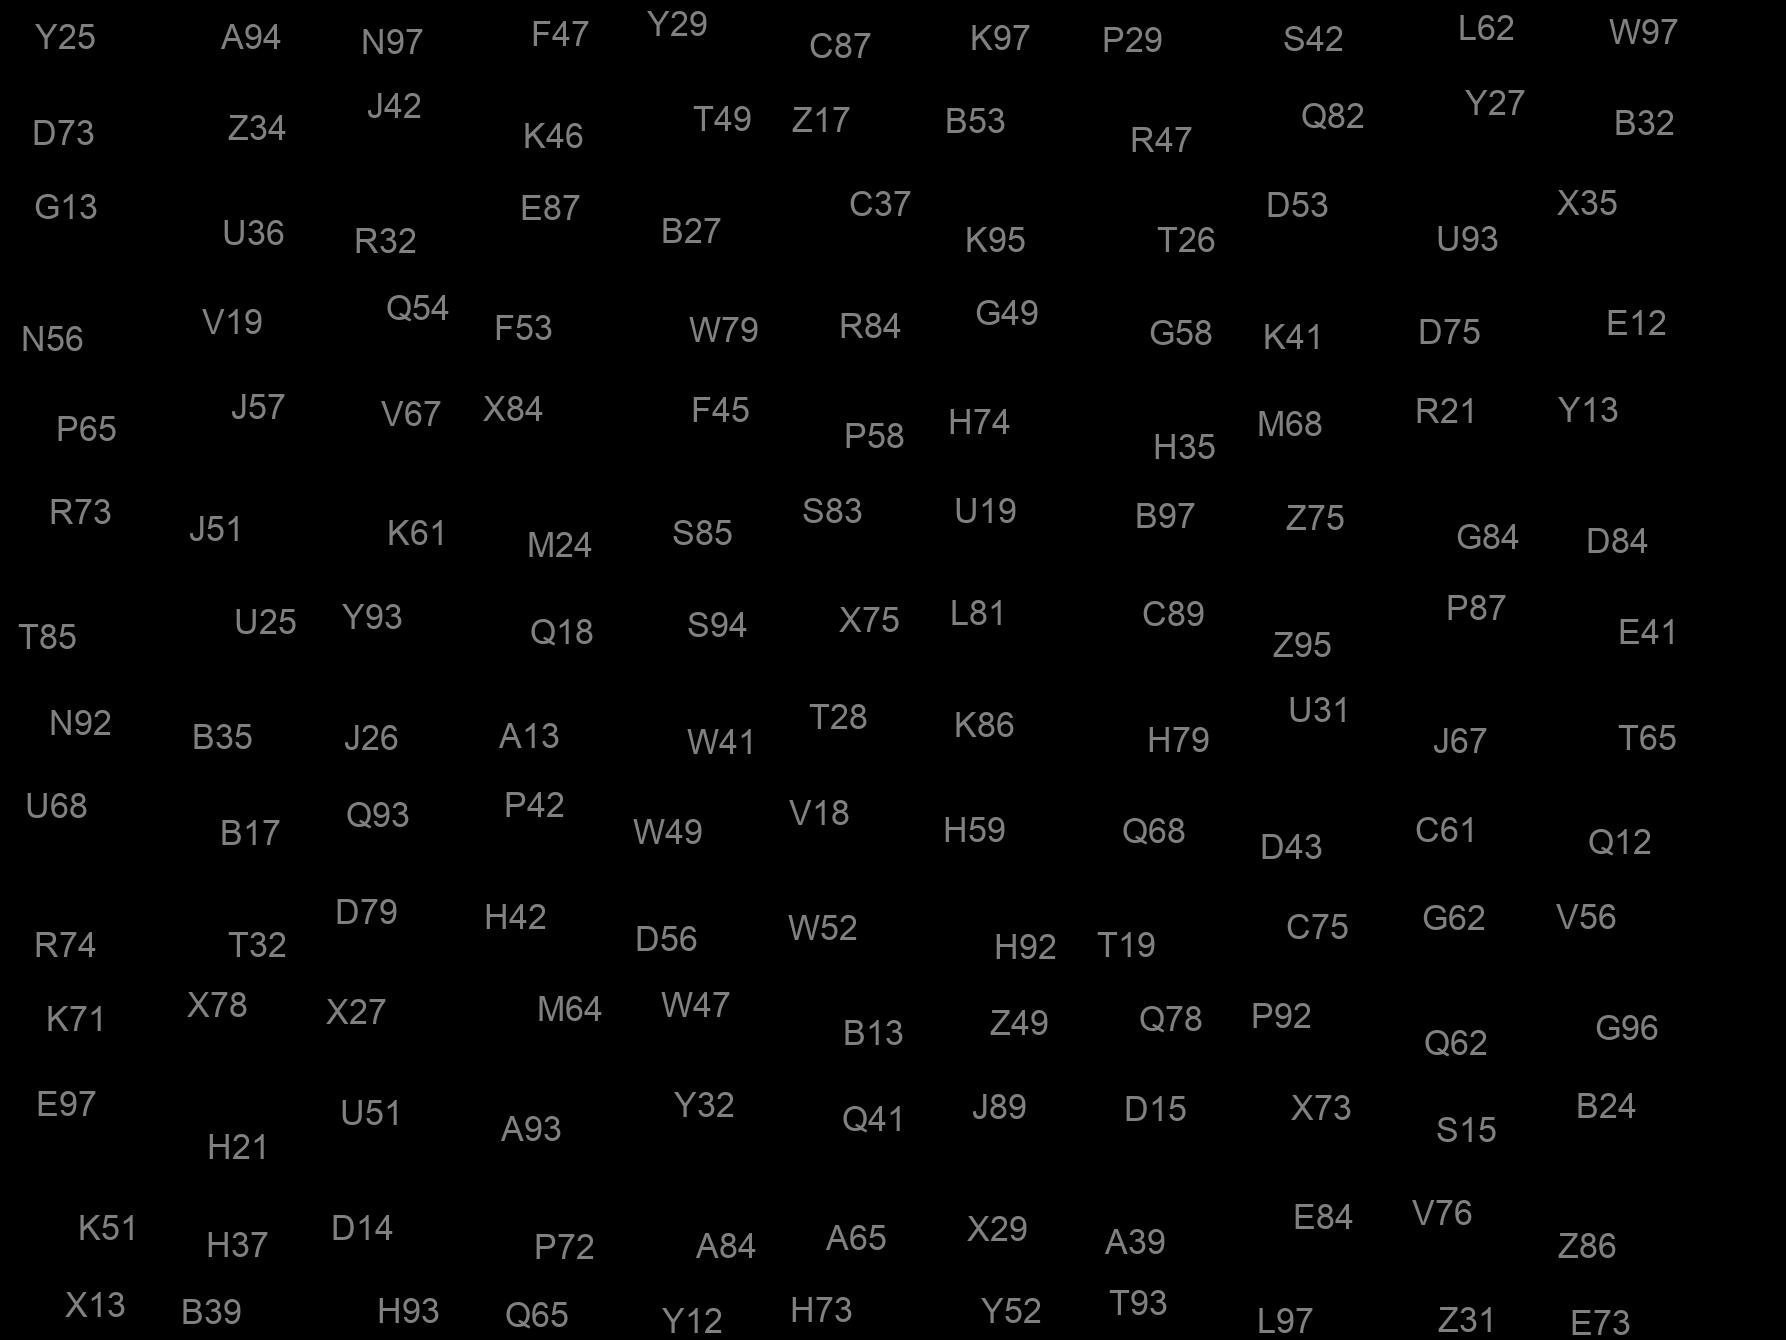 Y25 A94 N97 F47 Y29 C87 K97 P29 S42 L62 W97
D73 Z34 J42 K46 T49 Z17 B53 R47 Q82 Y27 B32
G13 U36 R32 E87 B27 C37 K95 T26 D53 U93 X35
N56 V19 Q54 F53 W79 R84 G49 G58 K41 D75 E12
P65 J57 V67 X84 F45 P58 H74 H35 M68 R21 Y13
R73 J51 K61 M24 S85 S83 U19 B97 Z75 G84 D84
T85 U25 Y93 Q18 S94 X75 L81 C89 Z95 P87 E41
N92 B35 J26 A13 W41 T28 K86 H79 U31 J67 T65
U68 B17 Q93 P42 W49 V18 H59 Q68 D43 C61 Q12
R74 T32 D79 H42 D56 W52 H92 T19 C75 G62 V56
K71 X78 X27 M64 W47 B13 Z49 Q78 P92 Q62 G96
E97 H21 U51 A93 Y32 Q41 J89 D15 X73 S15 B24
K51 H37 D14 P72 A84 A65 X29 A39 E84 V76 Z86
X13 B39 H93 Q65 Y12 H73 Y52 T93 L97 Z31 E73